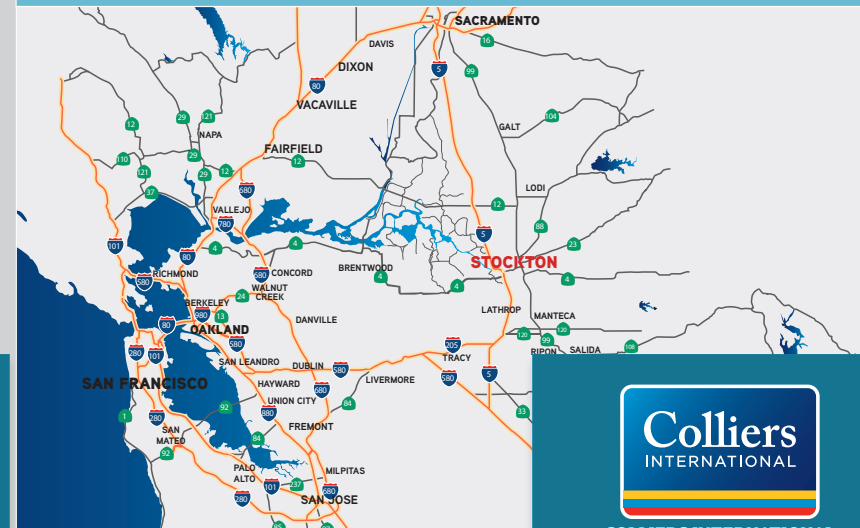 SACRAMENTO
16
DAVIS
5
99
DIXON
80
VACAVILLE
104
12
29
121
GALT
NAPA
FAIRFIELD
110
29
12
121
29
12
37
680
LODI
12
VALLEJO
780
88
5
101
4
4
23
80
STOCKTON
BRENTWOOD
RICHMOND
680
CONCORD
4
4
4
580
WALNUT
CREEK
24
BERKELEY
980
13
LATHROP
MANTECA
80
OAKLAND
DANVILLE
120
120
99
580
205
280
101
RIPON
SALIDA
108
SAN LEANDRO
DUBLIN
580
TRACY
580
5
SAN FRANCISCO
HAYWARD
LIVERMORE
680
UNION CITY
92
84
1
280
880
33
FREMONT
SAN
MATEO
84
92
PALO
ALTO
MILPITAS
101
237
680
280
SAN JOSE
Colliers
INTERNATIONAL